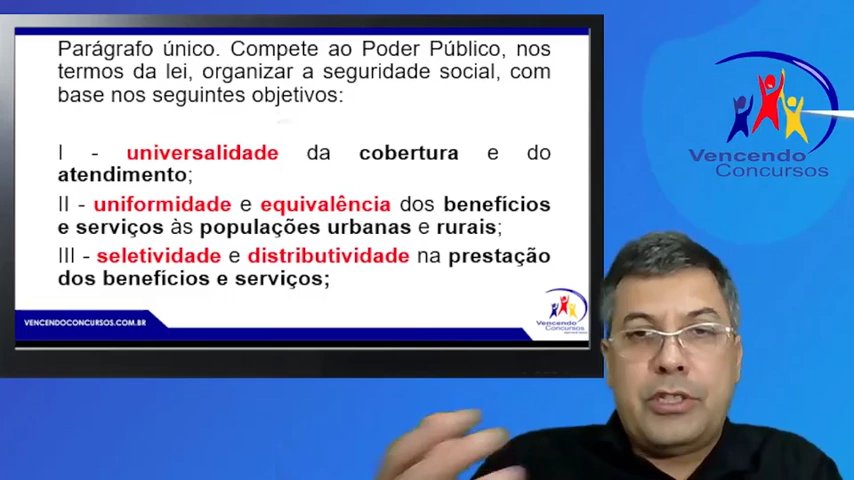 Parágrafo único. Compete ao Poder Público, nos
termos da lei, organizar a seguridade social, com
base nos seguintes objetivos:
I - universalidade da cobertura e do
atendimento;
II - uniformidade e equivalência dos benefícios
e serviços às populações urbanas e rurais;
III - seletividade e distributividade na prestação
dos benefícios e serviços;
VENCENDOCONCURSOS.COM.BR
Vencendo
Concursos
Vencendo
Concursos